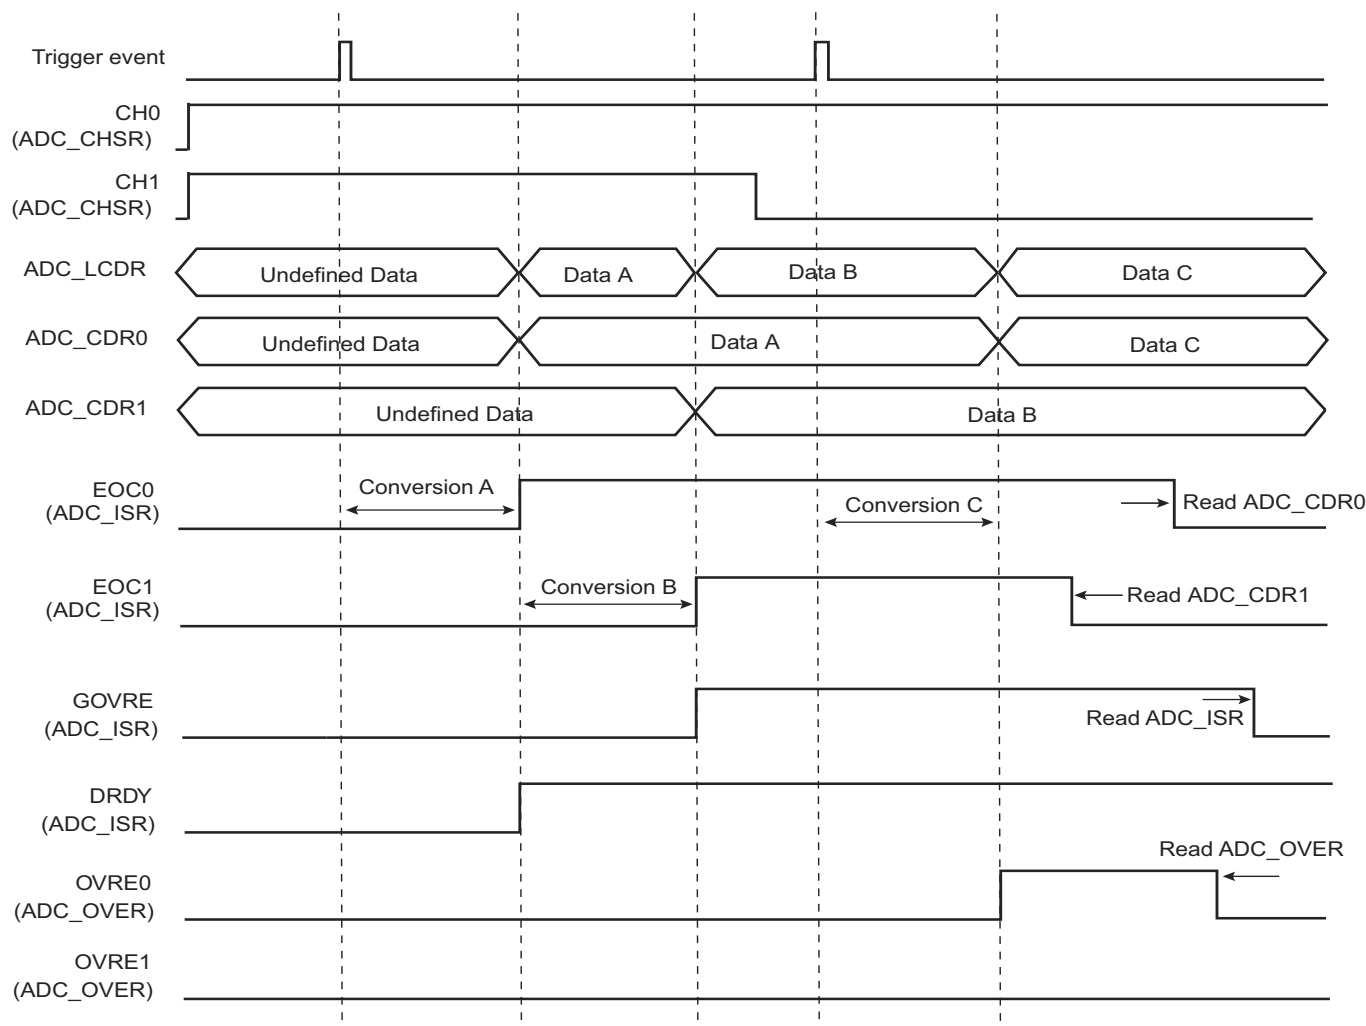 Trigger event
CH0
(ADC_CHSR)
CH1
(ADC_CHSR)
ADC_LCDR
Undefined Data
Data A
Data B
Data C
ADC_CDR0
Undefined Data
Data A
Data C
ADC_CDR1
Undefined Data
Data B
EOC0
(ADC_ISR)
Conversion A
Conversion C
Read ADC_CDR0
EOC1
(ADC_ISR)
Conversion B
Read ADC_CDR1
GOVRE
(ADC_ISR)
Read ADC_ISR
DRDY
(ADC_ISR)
Read ADC_OVER
OVRE0
(ADC_OVER)
OVRE1
(ADC_OVER)